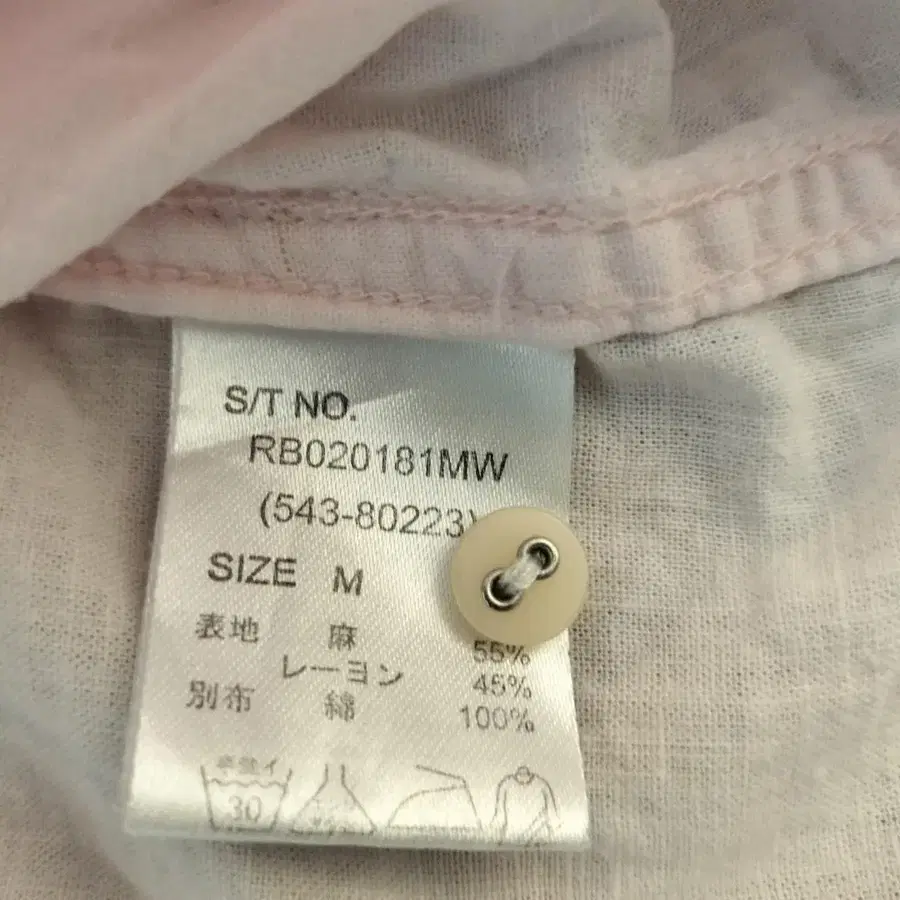 S/T NO.
RB020181MW
(543-80223)
SIZE M
表地 麻 55%
レーヨン 45%
別布 綿 100%
30